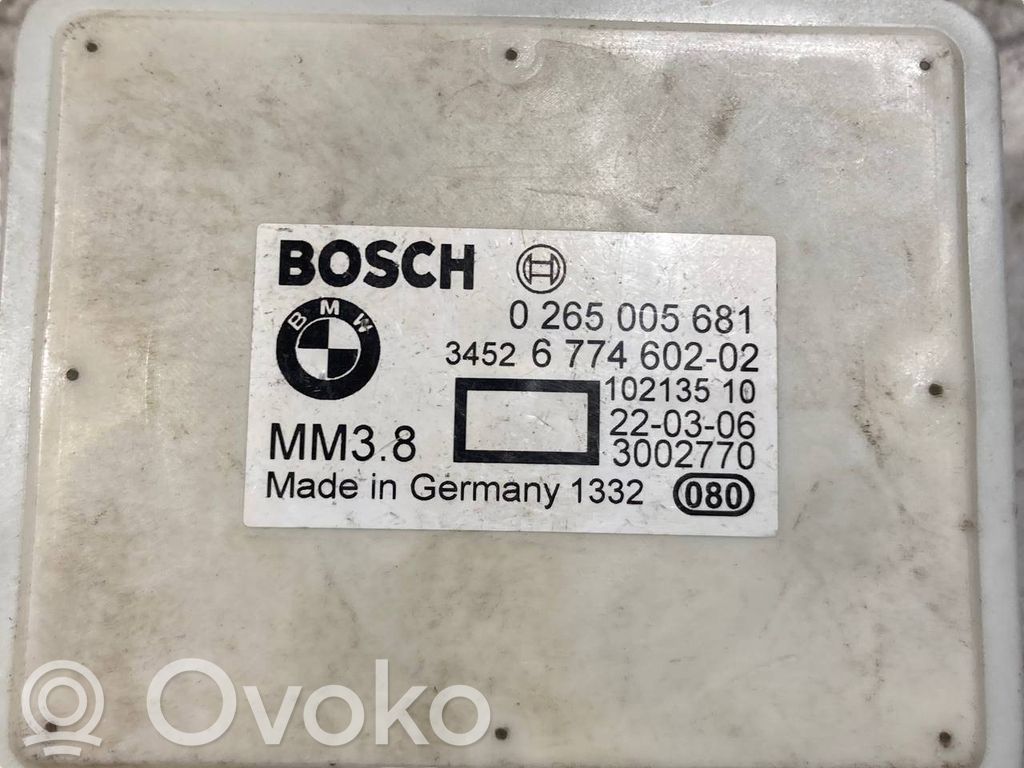 BOSCH
0 265 005 681
BMW
3452 6 774 602-02
102135 10
22-03-06
MM3.8
3002770
Made in Germany 1332
080
Ovoko